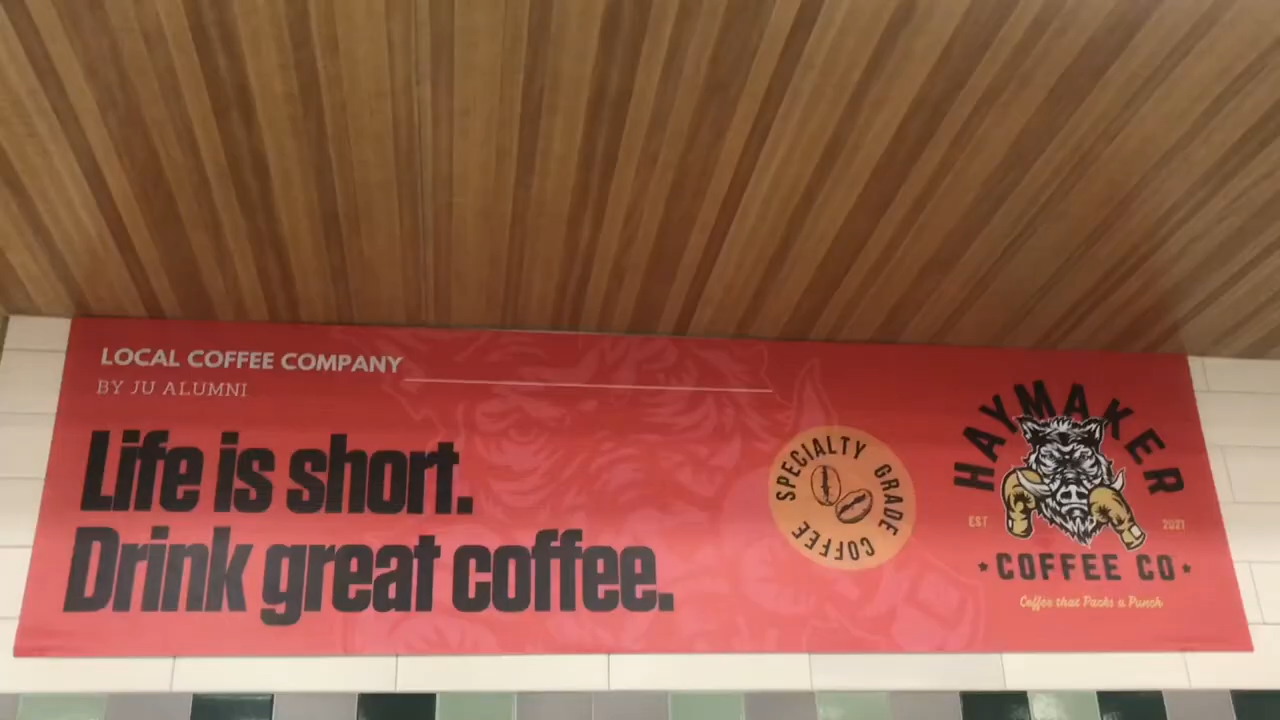 LOCAL COFFEE COMPANY
BY JU ALUMNI
Life is short.
Drink great coffee.
SPECIALTY GRADE COFFEE
HAYMAKER
EST 2021
COFFEE CO
Coffee that Packs a Punch